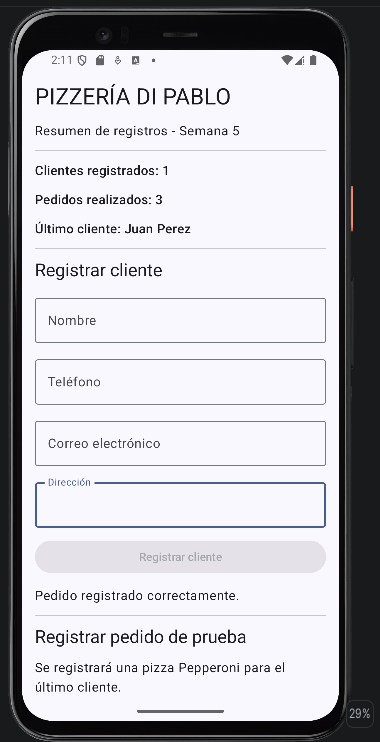 2:11
PIZZERÍA DI PABLO
Resumen de registros - Semana 5
Clientes registrados: 1
Pedidos realizados: 3
Último cliente: Juan Perez
Registrar cliente
Nombre
Teléfono
Correo electrónico
Dirección
Registrar cliente
Pedido registrado correctamente.
Registrar pedido de prueba
Se registrará una pizza Pepperoni para el
último cliente.
29%